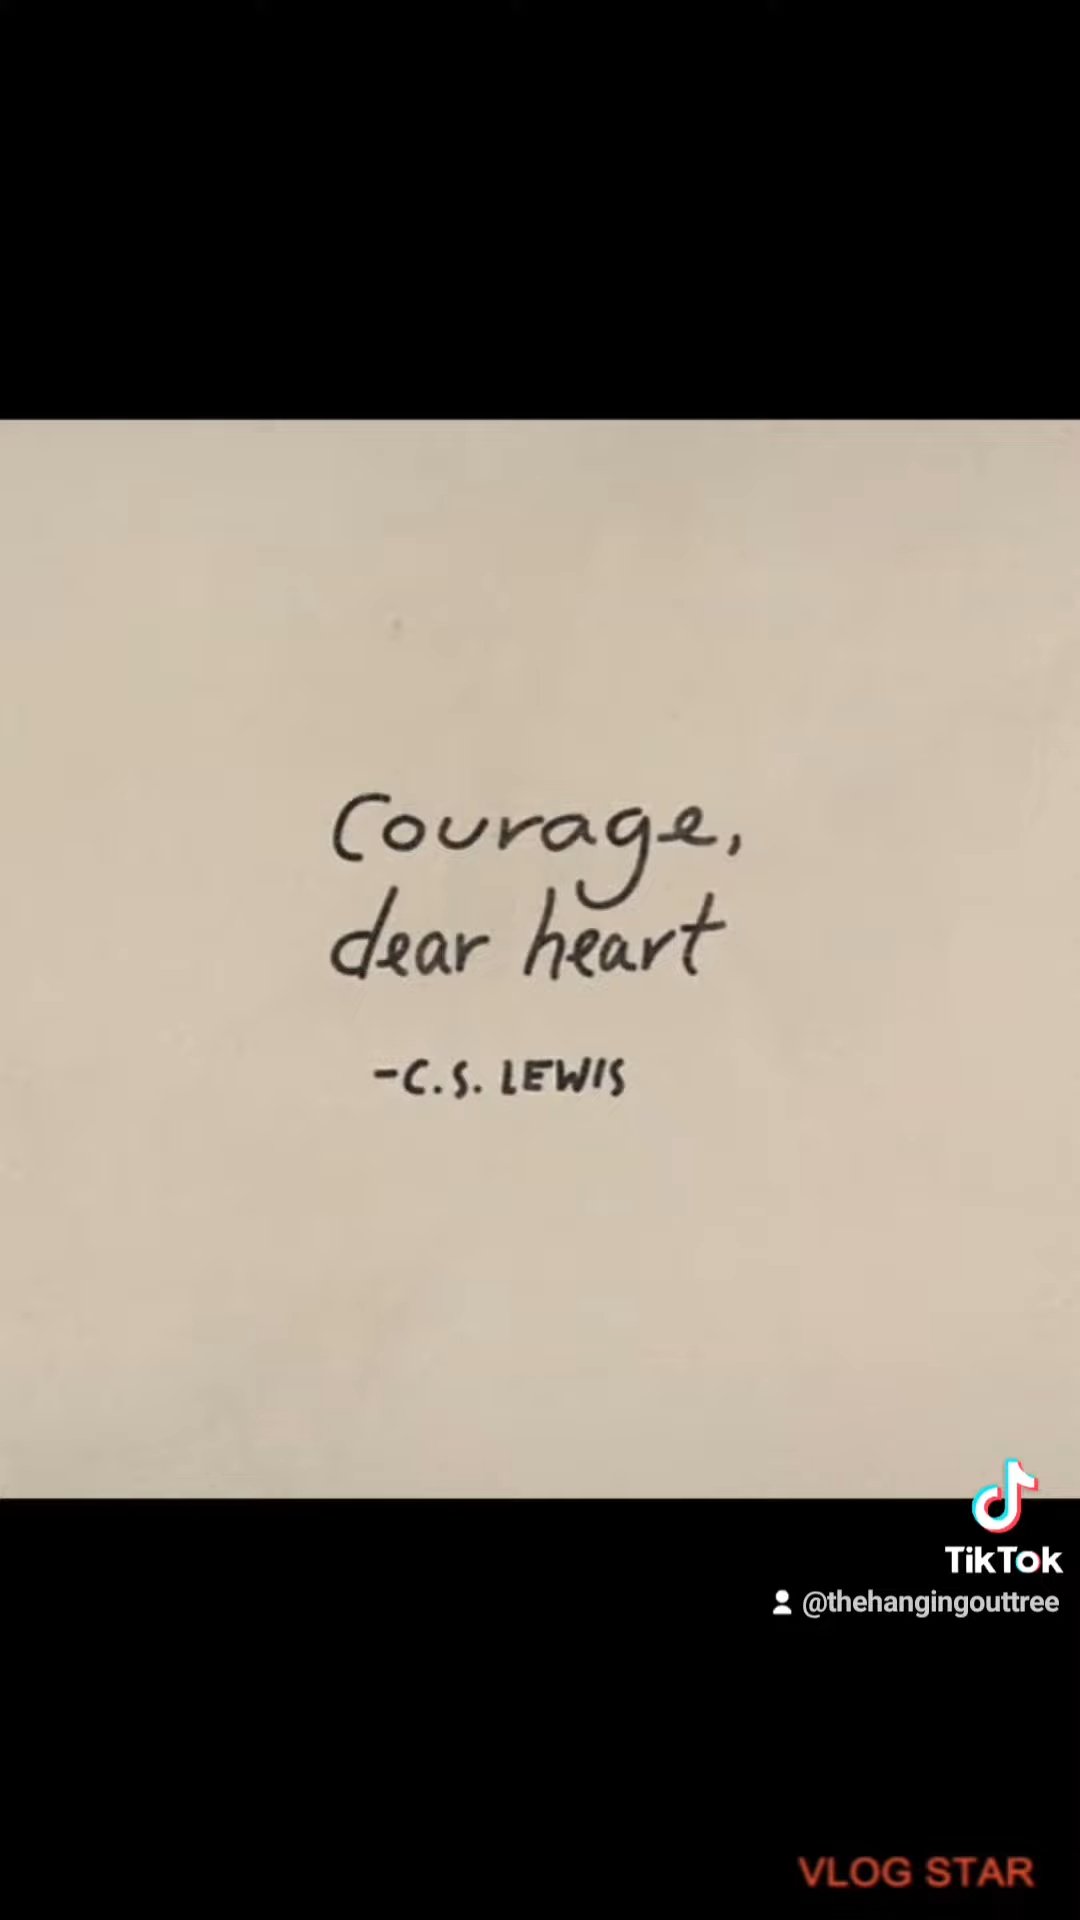 Courage,
dear heart
-C.S. LEWIS
TikTok
@thehangingouttree
VLOG STAR